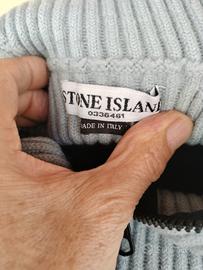 STONE ISLAND
0336461
MADE IN ITALY